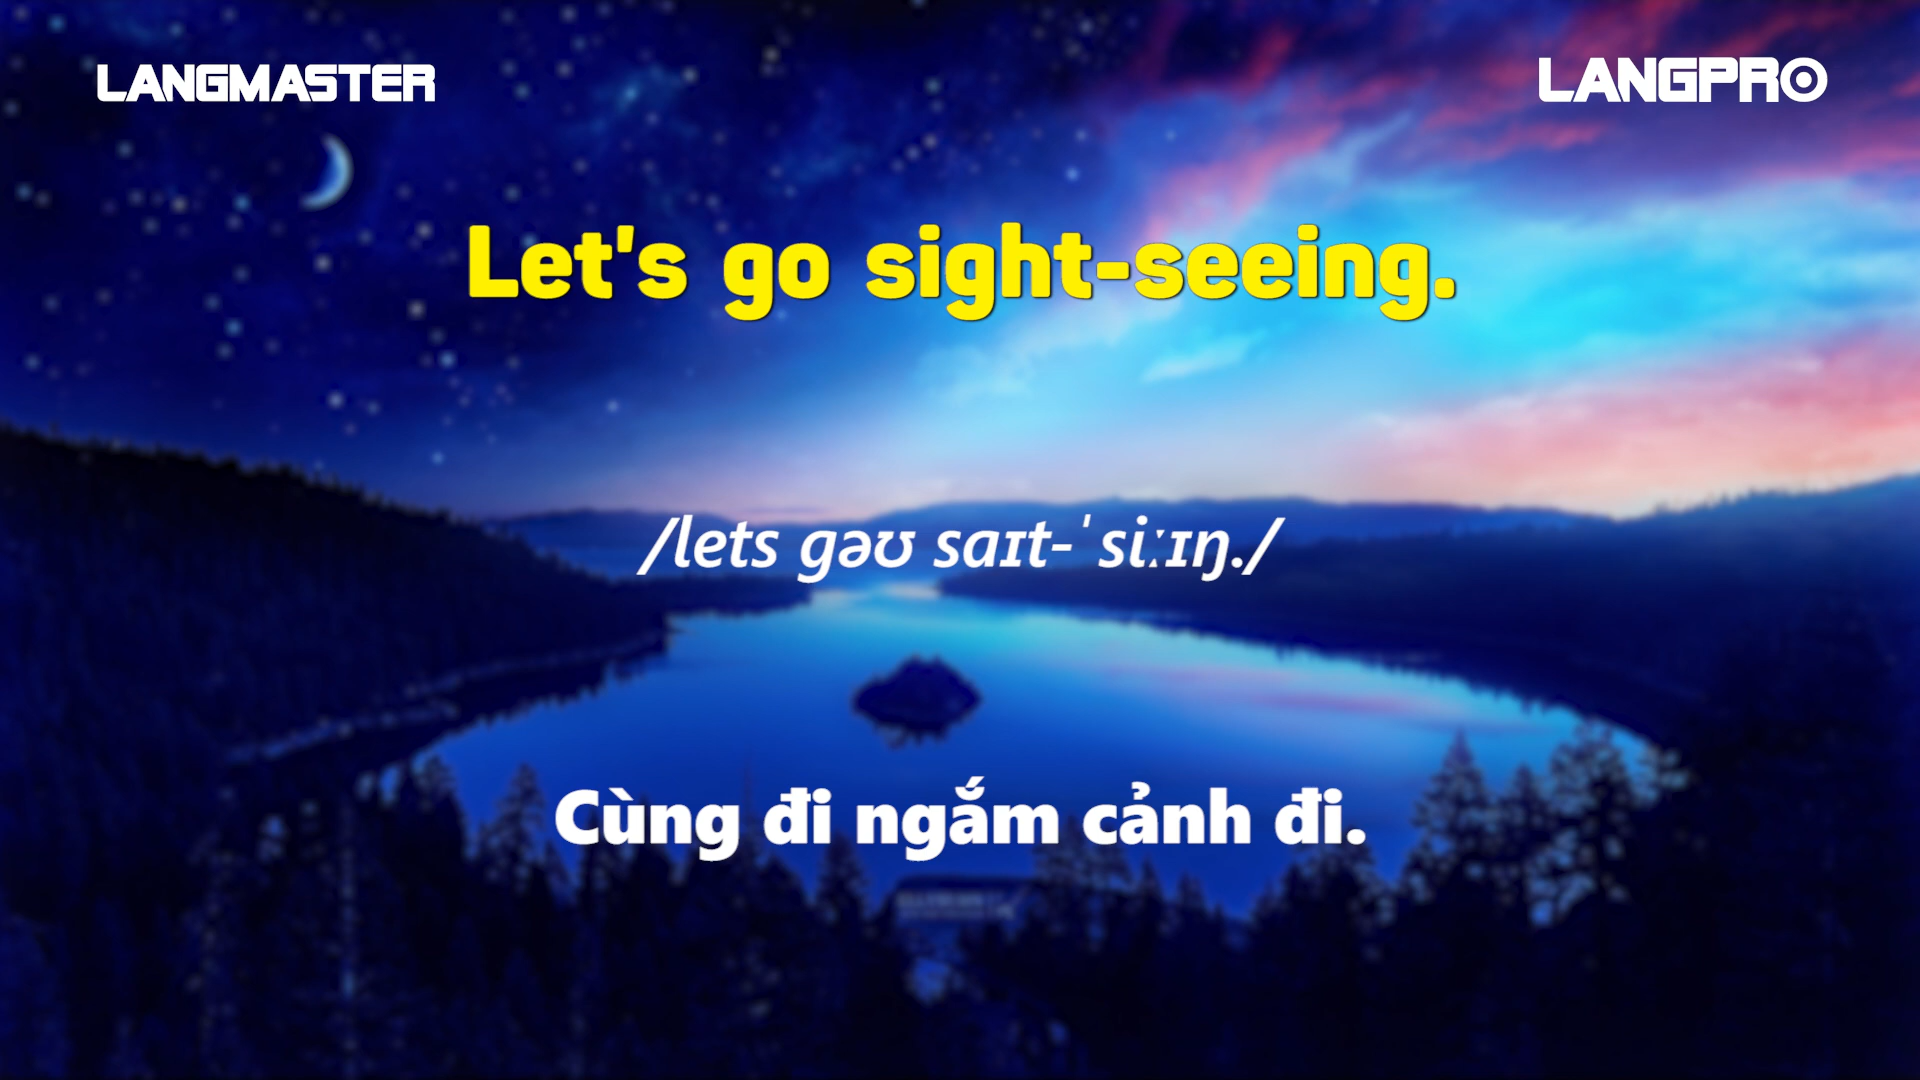 LANGMASTER
LANGPRO
Let's go sight-seeing.
/lets gəʊ saɪt-ˈsiːɪŋ./
Cùng đi ngắm cảnh đi.